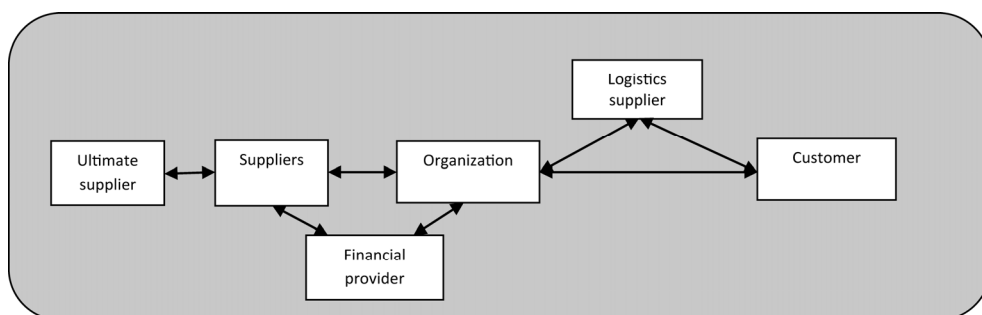 Logistics
supplier
Ultimate
supplier
Suppliers
Organization
Customer
Financial
provider